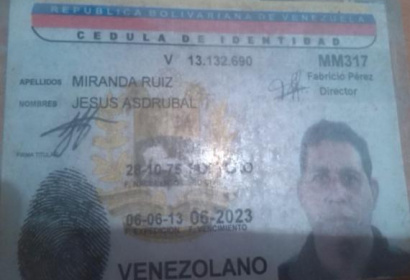 REPUBLICA BOLIVARIANA DE VENEZUELA
CEDULA DE IDENTIDAD
V 13.132.690 MM317
Fabricio Pérez
Director
APELLIDOS MIRANDA RUIZ
NOMBRES JESUS ASDRUBAL
FIRMA TITULAR
28-10-75
06-06-13 06-2023
F. EXPEDICION F. VENCIMIENTO
VENEZOLANO